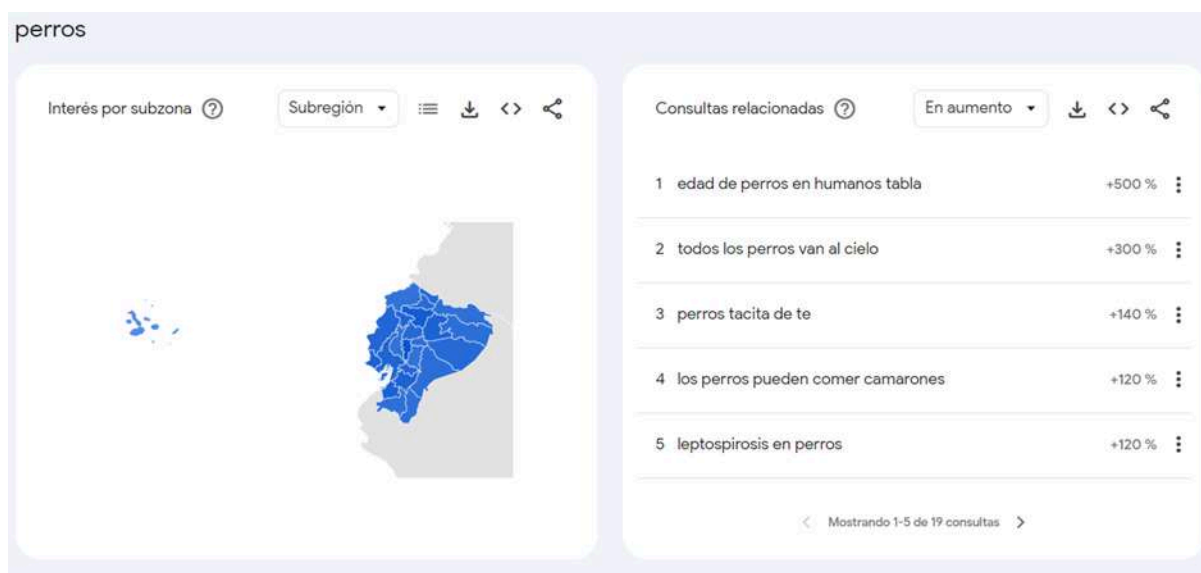 perros
Interés por subzona
Subregión
Consultas relacionadas
En aumento
1 edad de perros en humanos tabla +500 %
2 todos los perros van al cielo +300 %
3 perros tacita de te +140 %
4 los perros pueden comer camarones +120 %
5 leptospirosis en perros +120 %
Mostrando 1-5 de 19 consultas